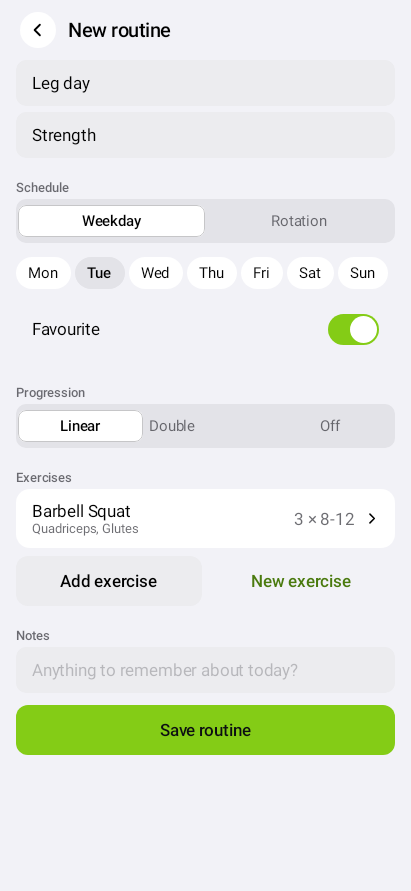 New routine
Leg day
Strength
Schedule
Weekday Rotation
Mon Tue Wed Thu Fri Sat Sun
Favourite
Progression
Linear Double Off
Exercises
Barbell Squat
Quadriceps, Glutes
3 × 8-12
Add exercise New exercise
Notes
Anything to remember about today?
Save routine